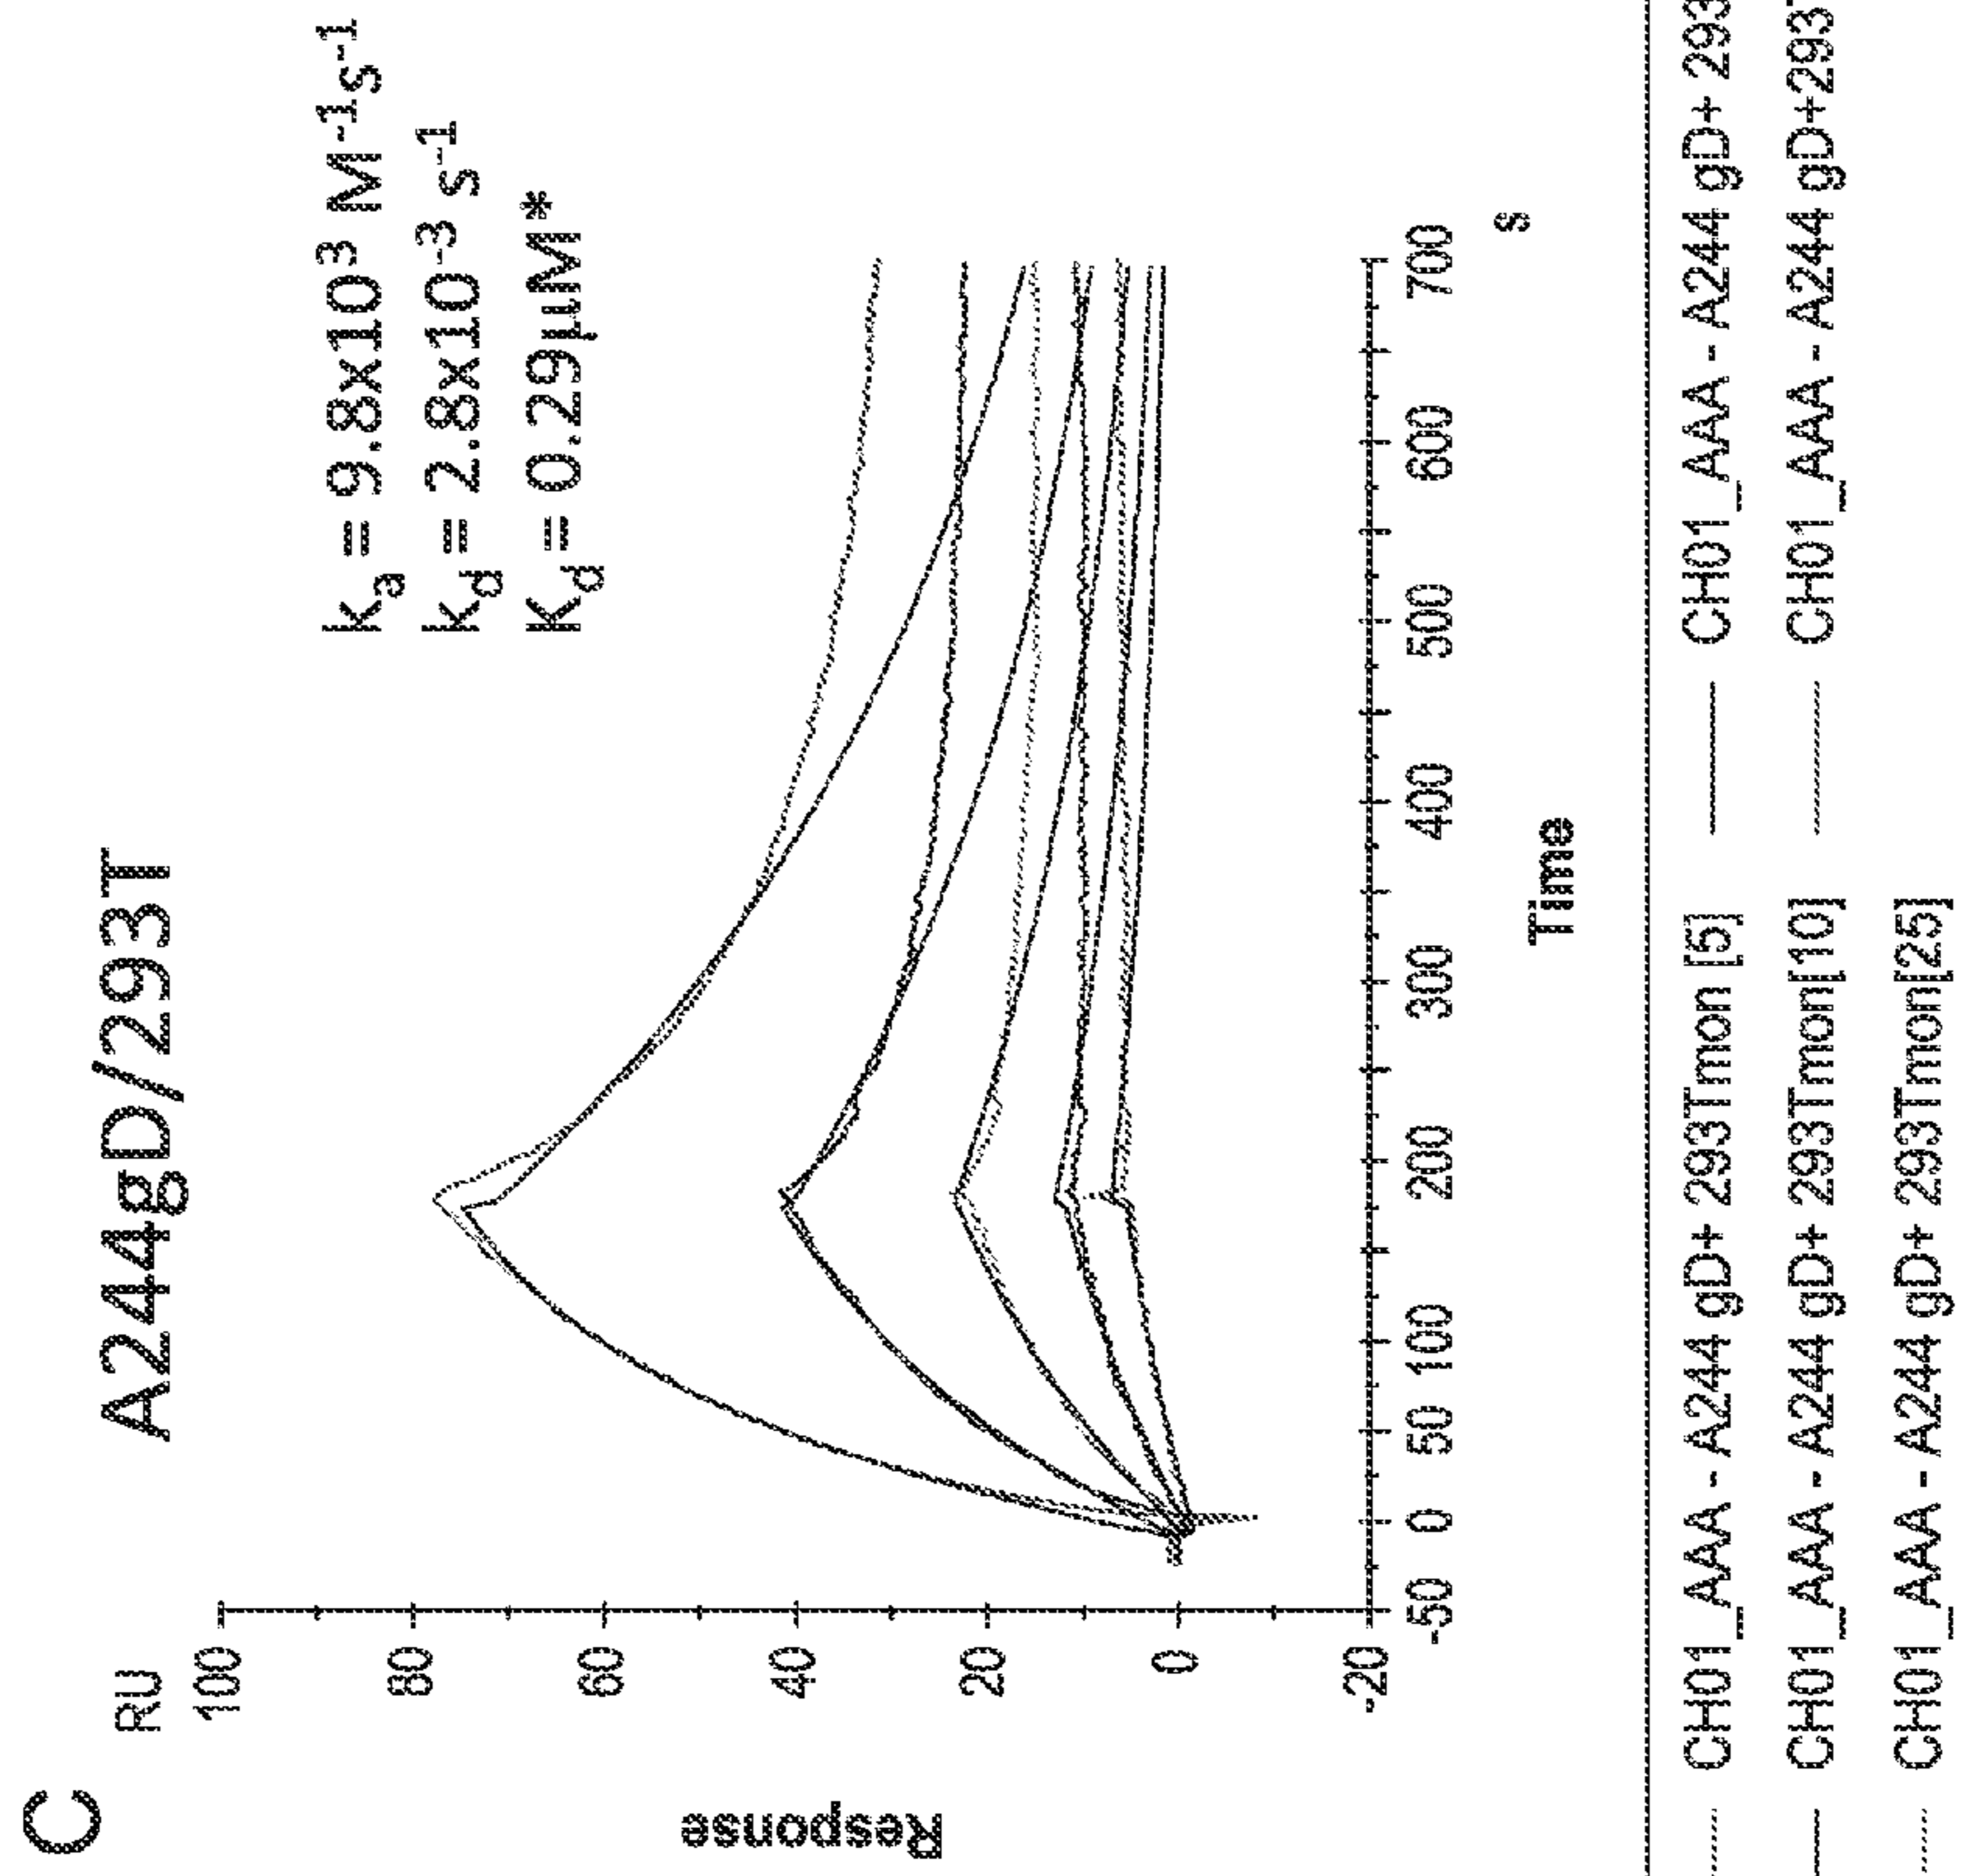 C
A244gD/293T
RU
100
80
60
40
20
0
-20
Response
kₐ = 9.8x10³ M⁻¹s⁻¹
k_d = 2.8x10⁻³ s⁻¹
K_d = 0.29µM*
-50 0 50 100 200 300 400 500 600 700
Time
s
CH01_AAA - A244 gD+ 293Tmon [5]
CH01_AAA - A244 gD+ 293
CH01_AAA - A244 gD+ 293Tmon[10]
CH01_AAA - A244 gD+293
CH01_AAA - A244 gD+ 293Tmon[25]